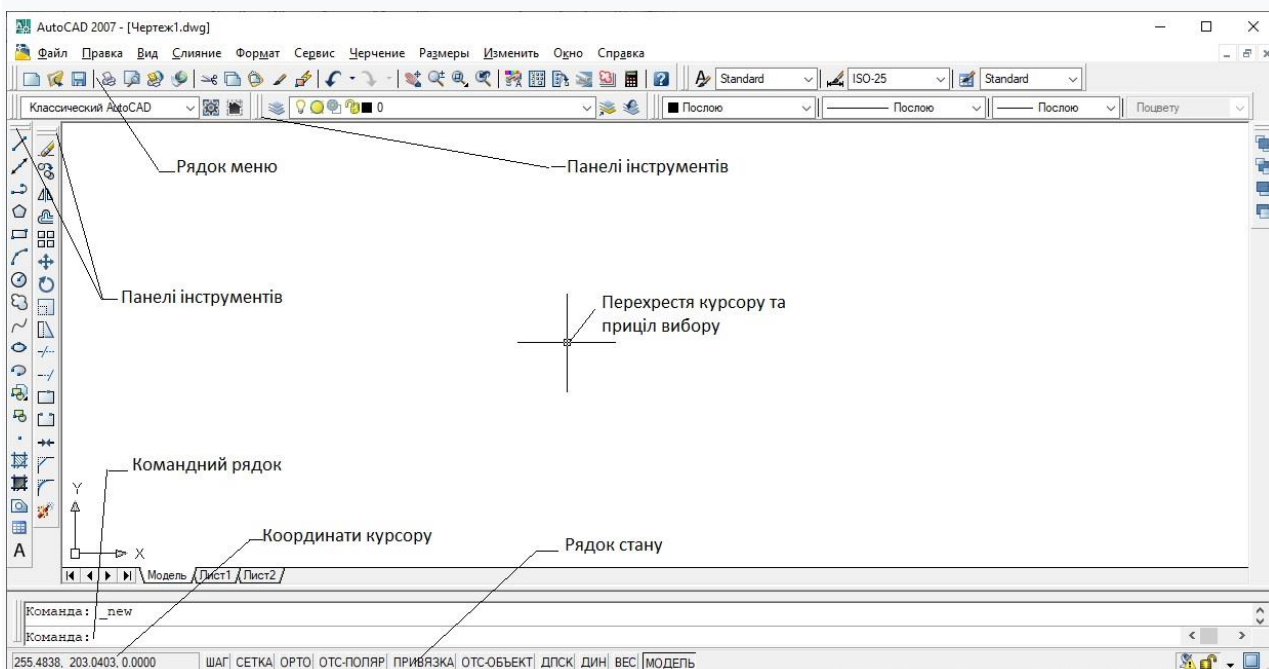 AutoCAD 2007 - [Чертеж1.dwg]
Файл Правка Вид Слияние Формат Сервис Черчение Размеры Изменить Окно Справка
Standard ISO-25 Standard
Классический AutoCAD 0 Послою Послою Послою Поцвету
Рядок меню
Панелі інструментів
Панелі інструментів
Перехрестя курсору та
приціл вибору
Командний рядок
Y
Координати курсору
Рядок стану
A
X
Модель Лист1 Лист2
Команда: _new
Команда:
255.4838, 203.0403, 0.0000 ШАГ СЕТКА ОРТО ОТС-ПОЛЯР ПРИВЯЗКА ОТС-ОБЪЕКТ ДПСК ДИН ВЕС МОДЕЛЬ